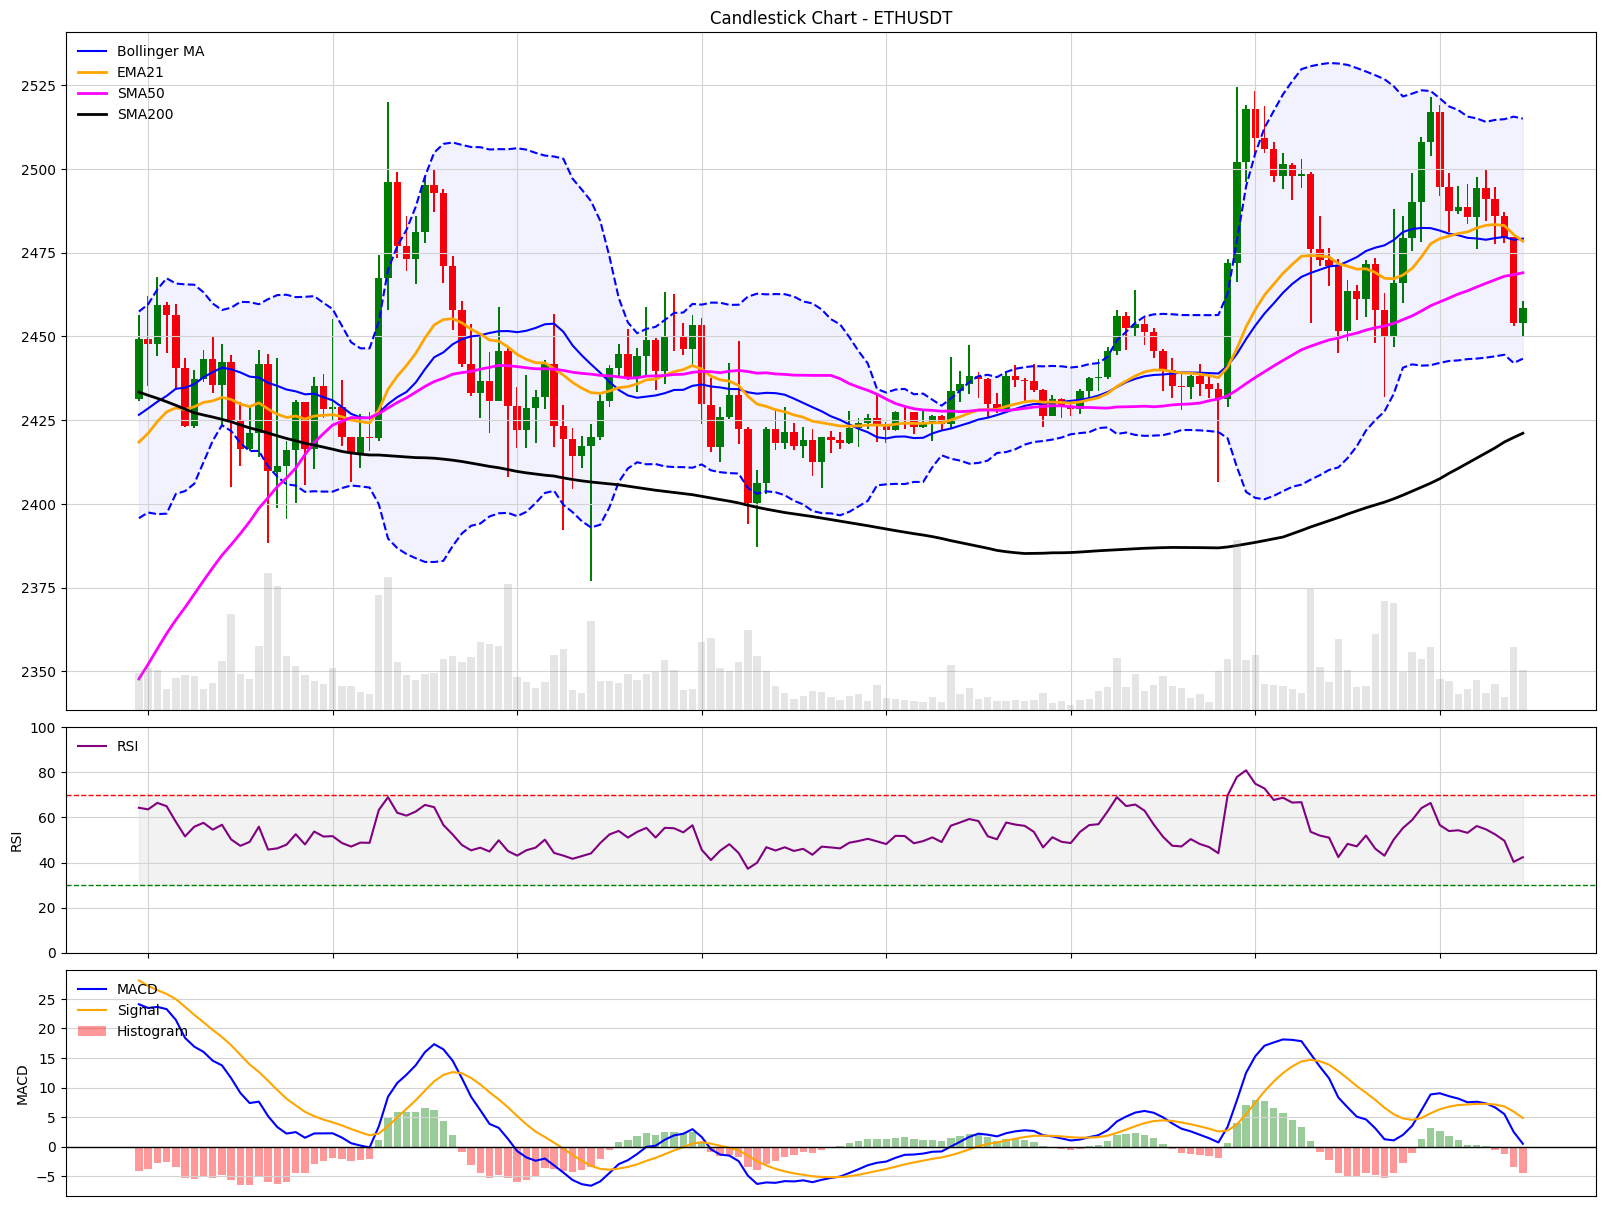 Candlestick Chart - ETHUSDT
Bollinger MA
EMA21
SMA50
SMA200
2525
2500
2475
2450
2425
2400
2375
2350
RSI
100
80
60
40
20
0
RSI
MACD
Signal
Histogram
25
20
15
10
5
0
−5
MACD